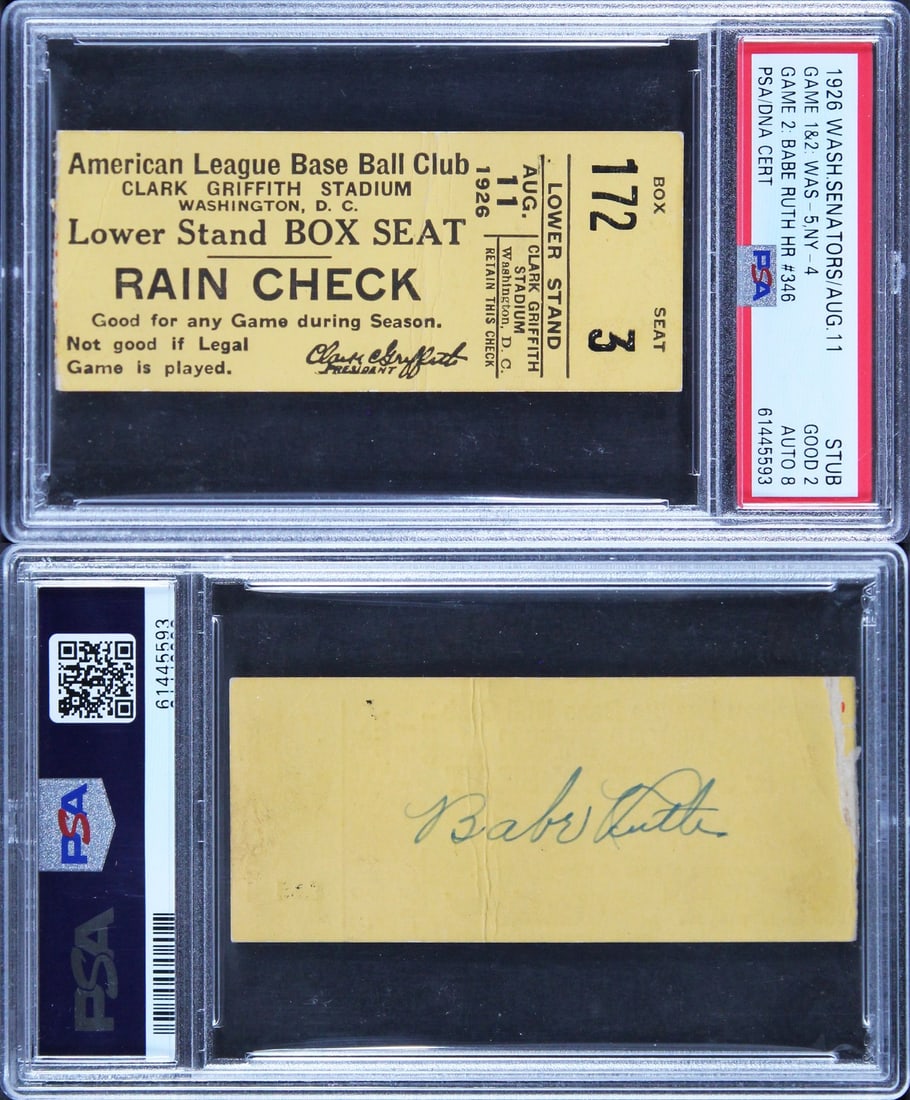 American League Base Ball Club
CLARK GRIFFITH STADIUM
WASHINGTON, D. C.
Lower Stand BOX SEAT
RAIN CHECK
Good for any Game during Season.
Not good if Legal
Game is played.
Clark C Griffith
PRESIDENT
AUG.
11
1926
LOWER STAND
CLARK GRIFFITH
STADIUM
Washington, D. C.
RETAIN THIS CHECK
BOX
172
SEAT
3
1926 WASH.SENATORS/AUG.11 STUB
GAME 1&2: WAS - 5,NY - 4 GOOD 2
GAME 2: BABE RUTH HR #346 AUTO 8
PSA/DNA CERT 61445593
PSA
61445593
PSA
PSA
Babe Ruth